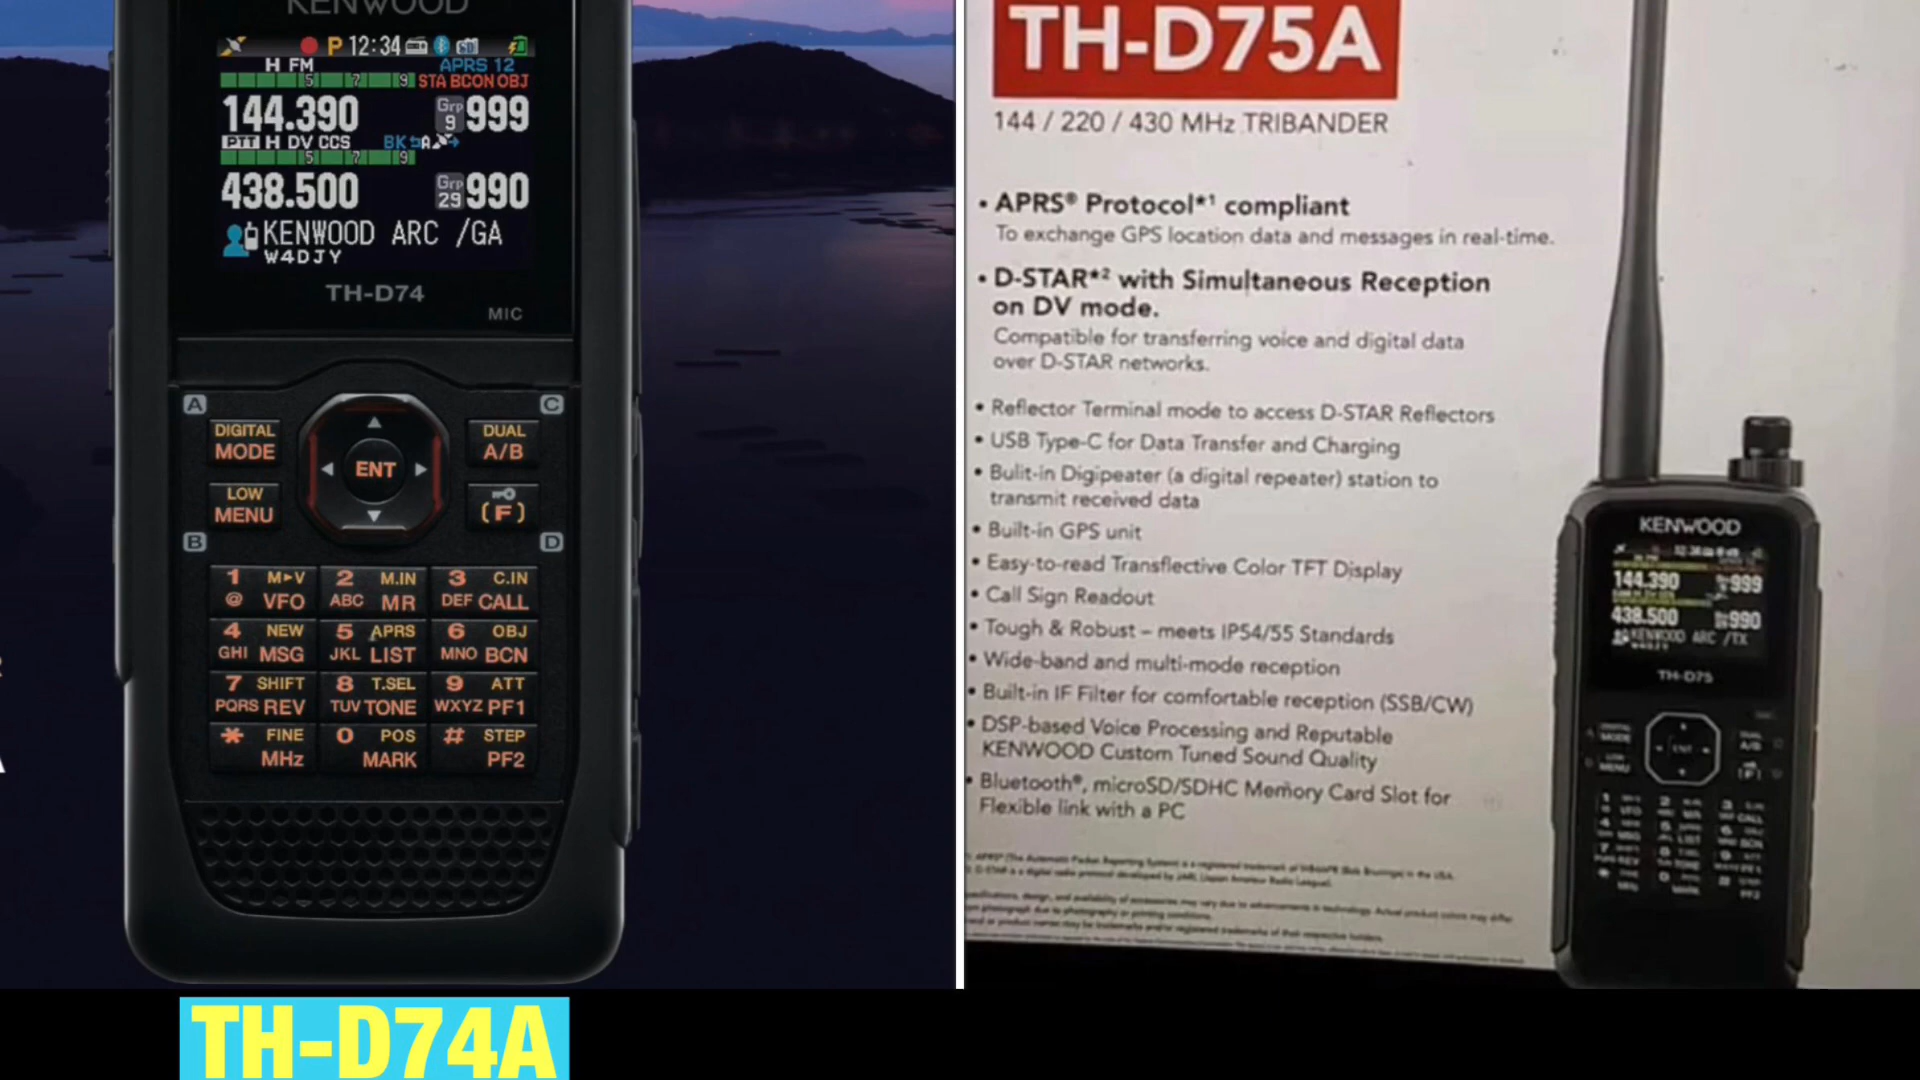 KENWOOD
P 12:34
H FM APRS 12
5 7 9 STA BCON OBJ
144.390 Grp 9 999
PTT H DV CCS BK A
5 7 9
438.500 Grp 29 990
KENWOOD ARC /GA
W4DJY
TH-D74
MIC
A C
DIGITAL MODE DUAL A/B
ENT
LOW MENU (F)
B D
1 M►V 2 M.IN 3 C.IN
@ VFO ABC MR DEF CALL
4 NEW 5 APRS 6 OBJ
GHI MSG JKL LIST MNO BCN
7 SHIFT 8 T.SEL 9 ATT
PQRS REV TUV TONE WXYZ PF1
* FINE 0 POS # STEP
MHz MARK PF2
TH-D74A
TH-D75A
144 / 220 / 430 MHz TRIBANDER
• APRS® Protocol*1 compliant
To exchange GPS location data and messages in real-time.
• D-STAR*2 with Simultaneous Reception
on DV mode.
Compatible for transferring voice and digital data
over D-STAR networks.
• Reflector Terminal mode to access D-STAR Reflectors
• USB Type-C for Data Transfer and Charging
• Bulit-in Digipeater (a digital repeater) station to
transmit received data
• Built-in GPS unit
• Easy-to-read Transflective Color TFT Display
• Call Sign Readout
• Tough & Robust – meets IP54/55 Standards
• Wide-band and multi-mode reception
• Built-in IF Filter for comfortable reception (SSB/CW)
• DSP-based Voice Processing and Reputable
KENWOOD Custom Tuned Sound Quality
• Bluetooth®, microSD/SDHC Memory Card Slot for
Flexible link with a PC
KENWOOD
144.390 999
438.500 990
KENWOOD ARC /TX
TH-D75